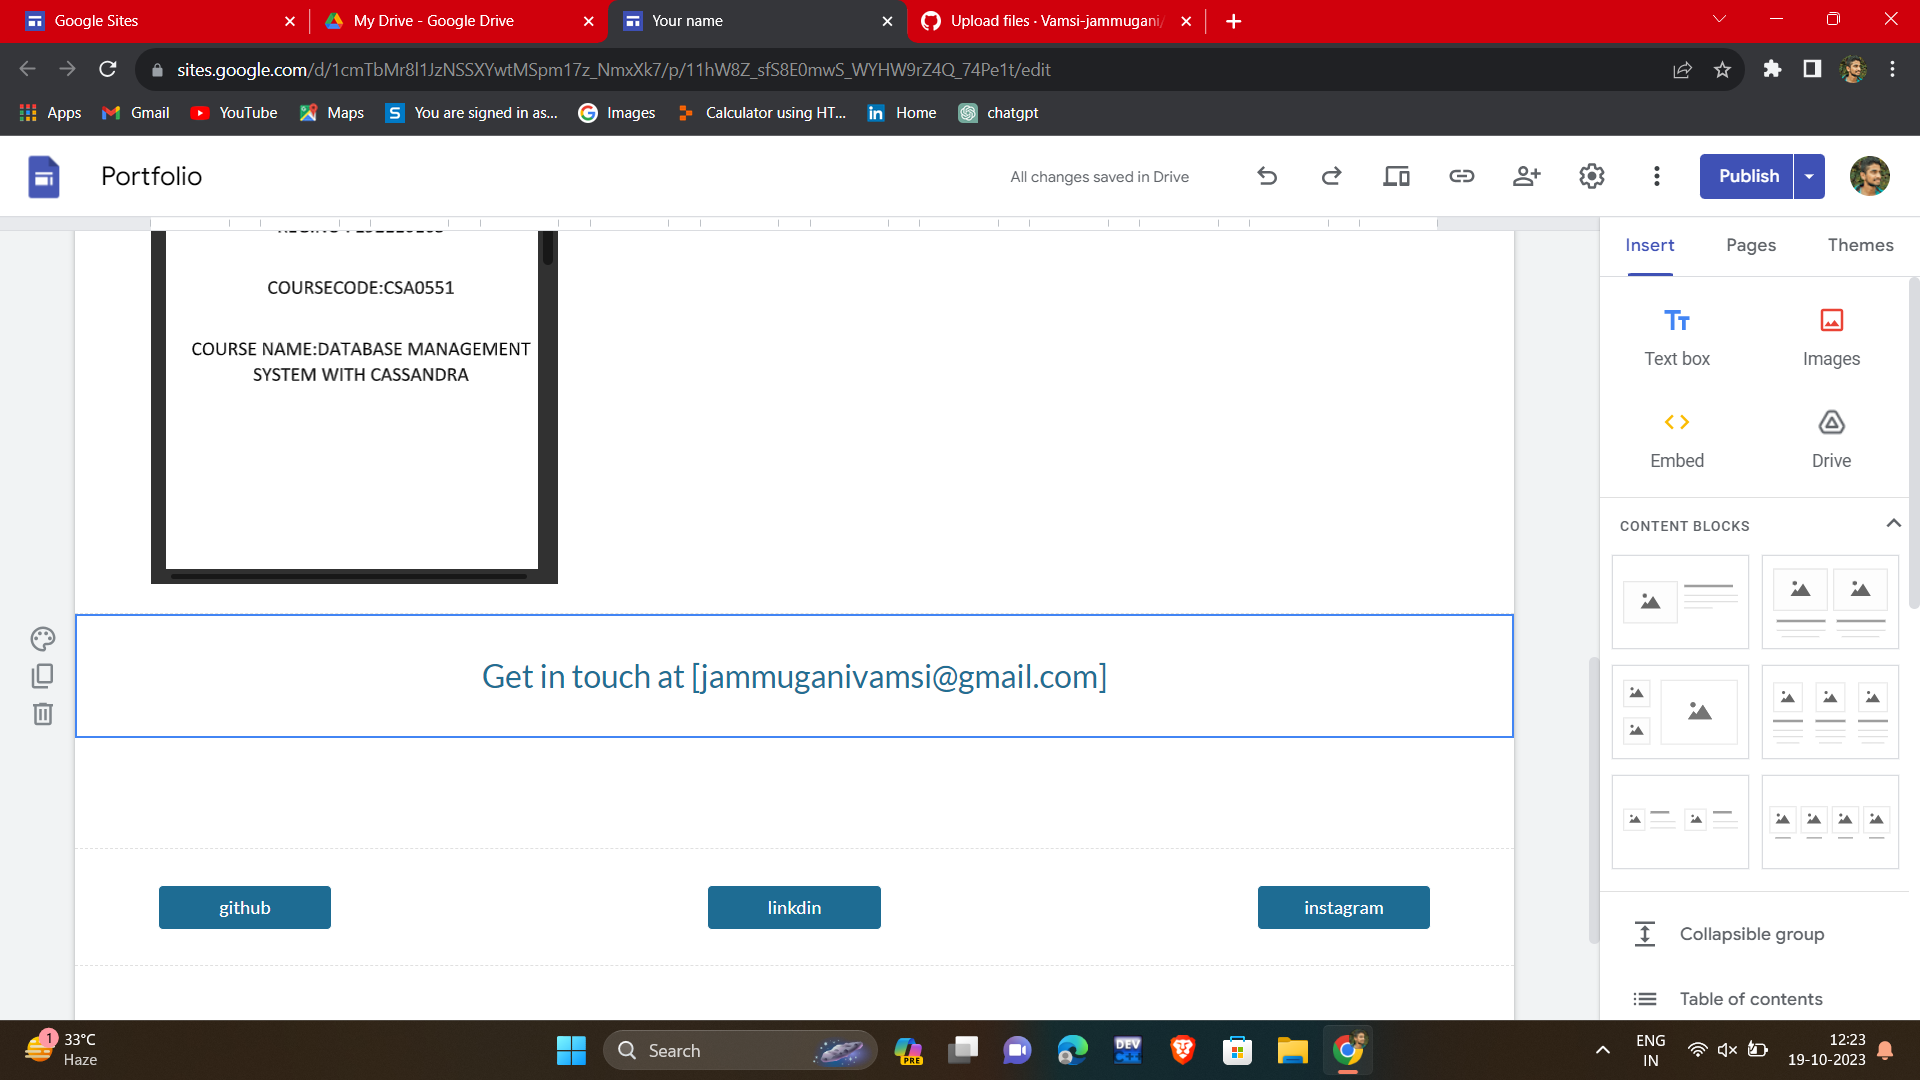 Google Sites
My Drive - Google Drive
Your name
Upload files · Vamsi-jammugani/
sites.google.com/d/1cmTbMr8l1JzNSSXYwtMSpm17z_NmxXk7/p/11hW8Z_sfS8E0mwS_WYHW9rZ4Q_74Pe1t/edit
Apps
Gmail
YouTube
Maps
You are signed in as...
Images
Calculator using HT...
Home
chatgpt
Portfolio
All changes saved in Drive
Publish
Insert
Pages
Themes
COURSECODE:CSA0551
COURSE NAME:DATABASE MANAGEMENT
SYSTEM WITH CASSANDRA
Text box
Images
Embed
Drive
CONTENT BLOCKS
Get in touch at [jammuganivamsi@gmail.com]
github
linkdin
instagram
Collapsible group
Table of contents
1
33°C
Haze
Search
PRE
DEV
ENG
IN
12:23
19-10-2023